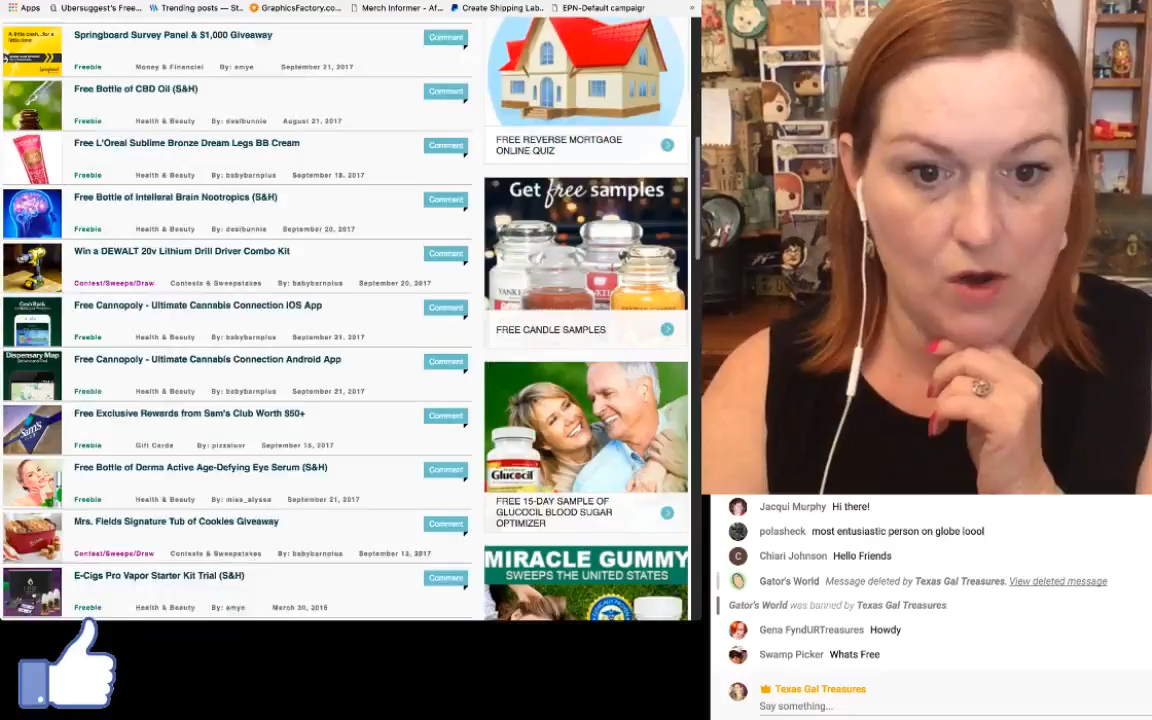 Apps Ubersuggest's Free... Trending posts — St.. GraphicsFactory.co... Merch Informer - Af... Create Shipping Lab.. EPN-Default campaigr »
Springboard Survey Panel & $1,000 Giveaway
Comment
Freebie Money & Financial By: amye September 21, 2017
Free Bottle of CBD Oil (S&H)
Comment
Freebie Health & Beauty By: dealbunnie August 21, 2017
Free L'Oreal Sublime Bronze Dream Legs BB Cream
Comment
Freebie Health & Beauty By: babybarnplus September 18, 2017
Free Bottle of Intelleral Brain Nootropics (S&H)
Comment
Freebie Health & Beauty By: dealbunnie September 20, 2017
Win a DEWALT 20v Lithium Drill Driver Combo Kit
Comment
Contest/Sweeps/Draw Contests & Sweepstakes By: babybarnplus September 20, 2017
Free Cannopoly - Ultimate Cannabis Connection iOS App
Comment
Freebie Health & Beauty By: babybarnplus September 21, 2017
Dispensary Map
Free Cannopoly - Ultimate Cannabis Connection Android App
Comment
Freebie Health & Beauty By: babybarnplus September 21, 2017
Sam's
Free Exclusive Rewards from Sam's Club Worth $50+
Comment
Freebie Gift Cards By: pizzaluvr September 15, 2017
Free Bottle of Derma Active Age-Defying Eye Serum (S&H)
Comment
Freebie Health & Beauty By: miss_alyssa September 21, 2017
Mrs. Fields Signature Tub of Cookies Giveaway
Comment
Contest/Sweeps/Draw Contests & Sweepstakes By: babybarnplus September 13, 2017
E-Cigs Pro Vapor Starter Kit Trial (S&H)
Comment
Freebie Health & Beauty By: amye March 30, 2016
FREE REVERSE MORTGAGE
ONLINE QUIZ
Get free samples
FREE CANDLE SAMPLES
Glucocil
FREE 15-DAY SAMPLE OF
GLUCOCIL BLOOD SUGAR
OPTIMIZER
MIRACLE GUMMY
SWEEPS THE UNITED STATES
Jacqui Murphy Hi there!
polasheck most entusiastic person on globe loool
C Chiari Johnson Hello Friends
Gator's World Message deleted by Texas Gal Treasures. View deleted message
Gator's World was banned by Texas Gal Treasures.
Gena FyndURTreasures Howdy
Swamp Picker Whats Free
Texas Gal Treasures
Say something...